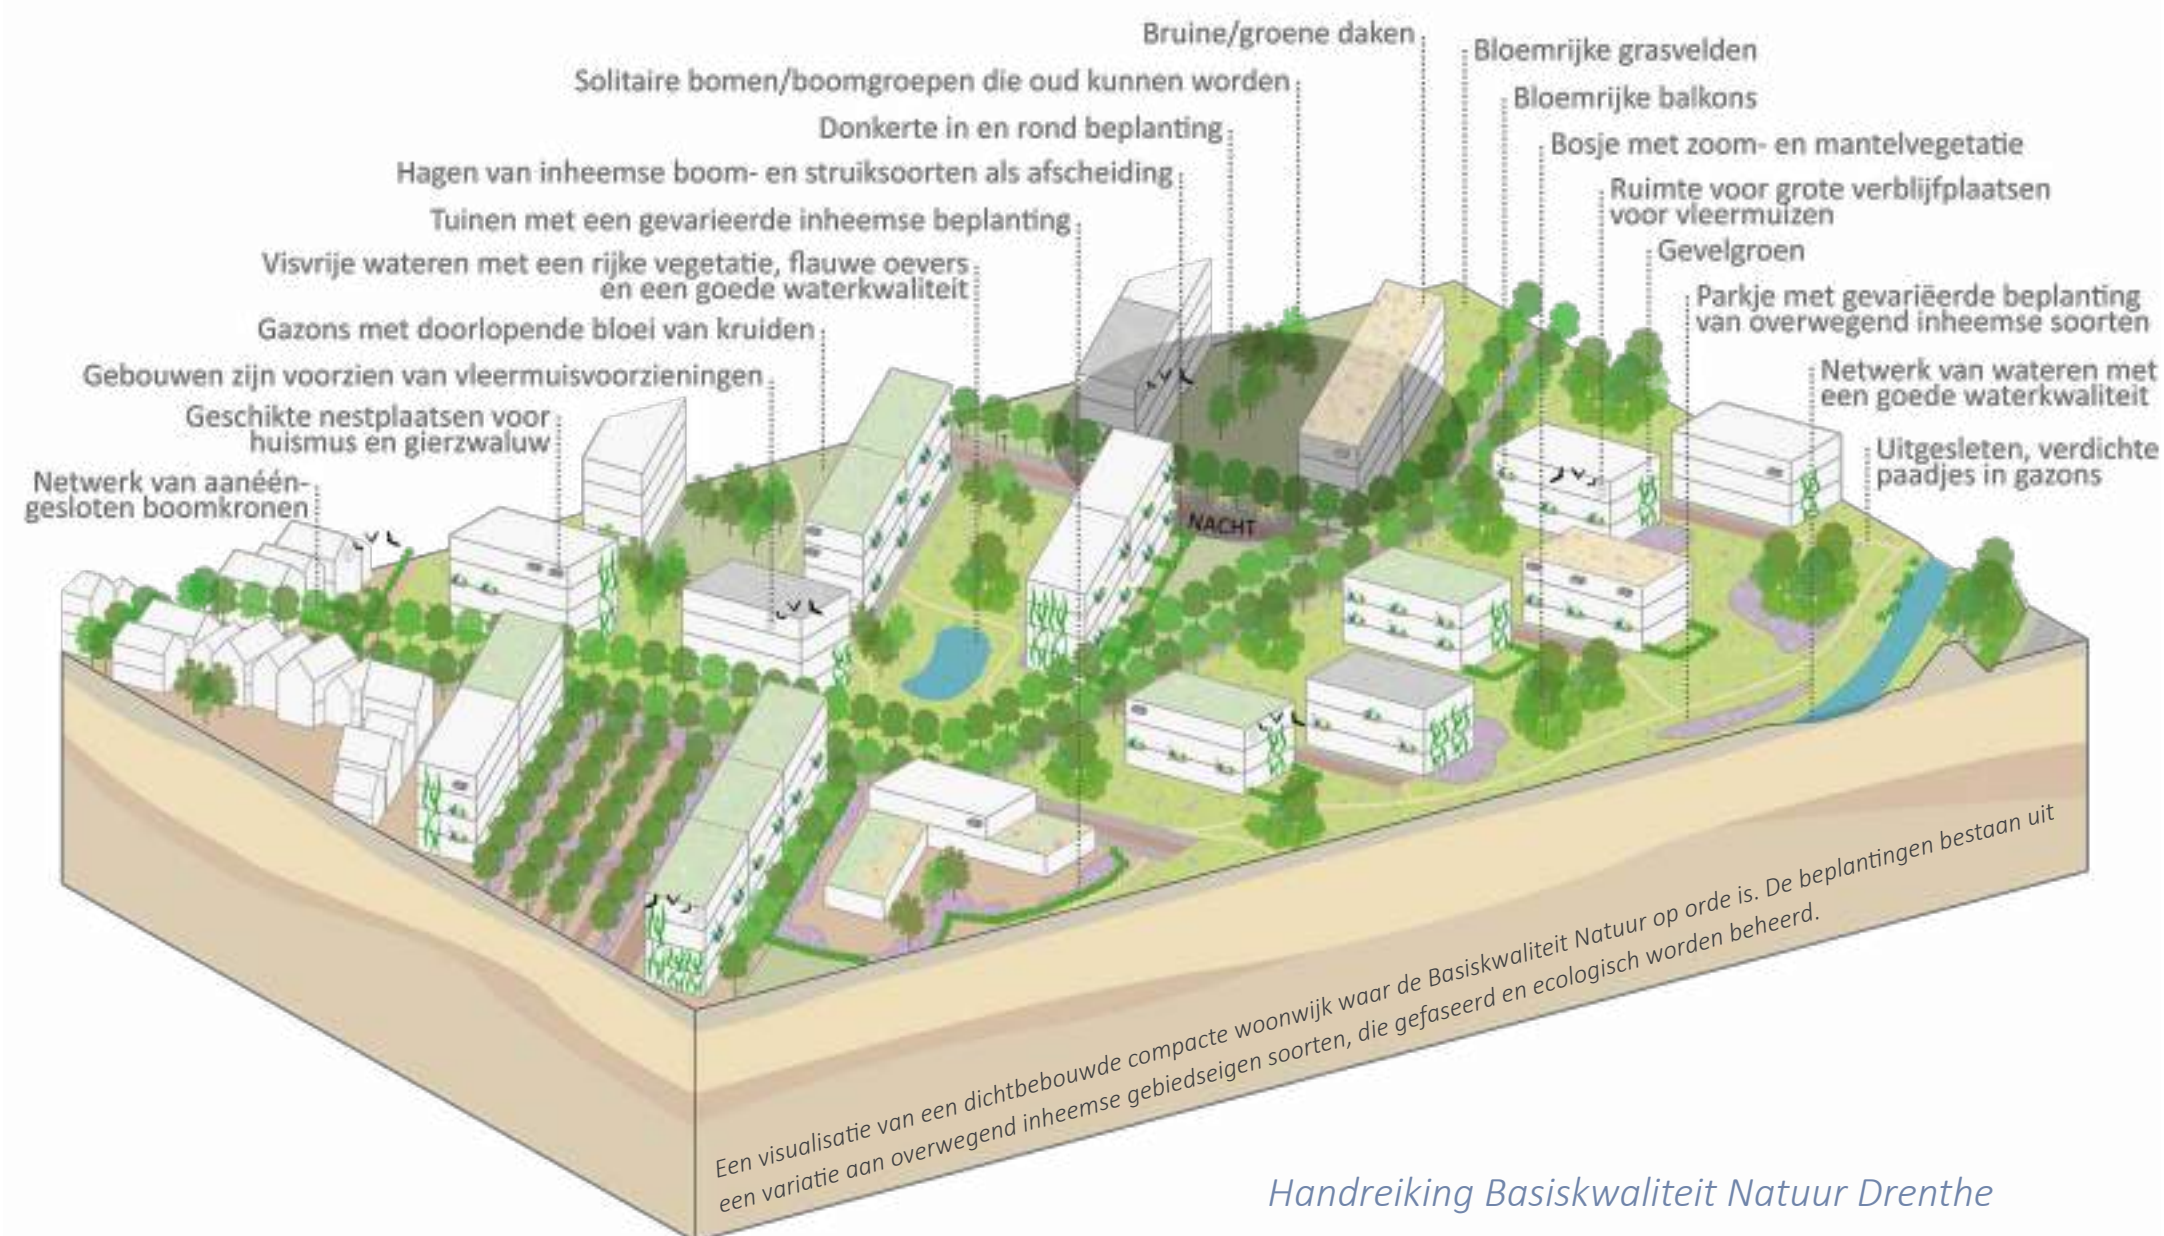 Bruine/groene daken
Solitaire bomen/boomgroepen die oud kunnen worden
Donkerte in en rond beplanting
Hagen van inheemse boom- en struiksoorten als afscheiding
Tuinen met een gevarieerde inheemse beplanting
Visvrije wateren met een rijke vegetatie, flauwe oevers
en een goede waterkwaliteit
Gazons met doorlopende bloei van kruiden
Gebouwen zijn voorzien van vleermuisvoorzieningen
Geschikte nestplaatsen voor
huismus en gierzwaluw
Netwerk van aanéén-
gesloten boomkronen
Bloemrijke grasvelden
Bloemrijke balkons
Bosje met zoom- en mantelvegetatie
Ruimte voor grote verblijfplaatsen
voor vleermuizen
Gevelgroen
Parkje met gevariëerde beplanting
van overwegend inheemse soorten
Netwerk van wateren met
een goede waterkwaliteit
Uitgesleten, verdichte
paadjes in gazons
NACHT
Een visualisatie van een dichtbebouwde compacte woonwijk waar de Basiskwaliteit Natuur op orde is. De beplantingen bestaan uit
een variatie aan overwegend inheemse gebiedseigen soorten, die gefaseerd en ecologisch worden beheerd.
Handreiking Basiskwaliteit Natuur Drenthe